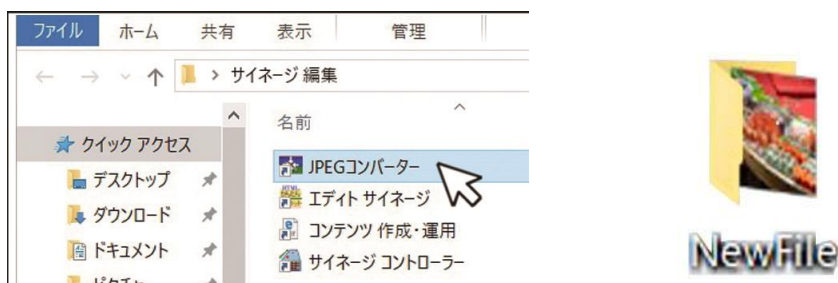 ファイル ホーム 共有 表示 管理
サイネージ 編集
名前
クイック アクセス
デスクトップ
ダウンロード
ドキュメント
ピクチャ
JPEGコンバーター
エディト サイネージ
コンテンツ 作成・運用
サイネージ コントローラー
NewFile